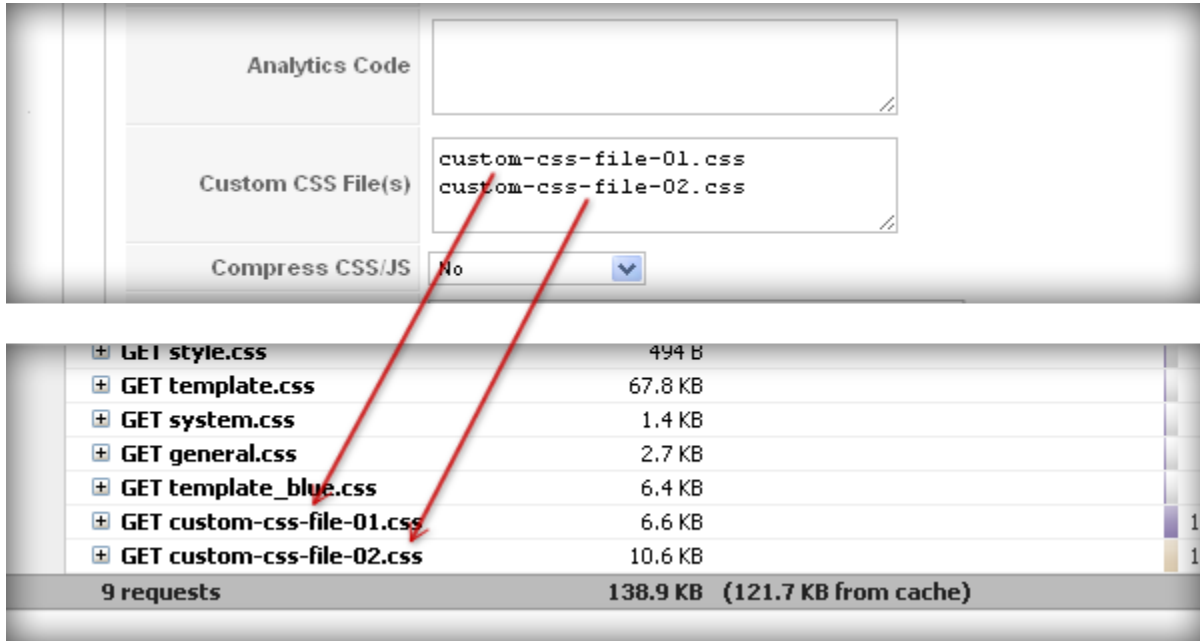 Analytics Code
Custom CSS File(s)
custom-css-file-01.css
custom-css-file-02.css
Compress CSS/JS No
GET style.css 494 B
GET template.css 67.8 KB
GET system.css 1.4 KB
GET general.css 2.7 KB
GET template_blue.css 6.4 KB
GET custom-css-file-01.css 6.6 KB 1
GET custom-css-file-02.css 10.6 KB 1
9 requests 138.9 KB (121.7 KB from cache)